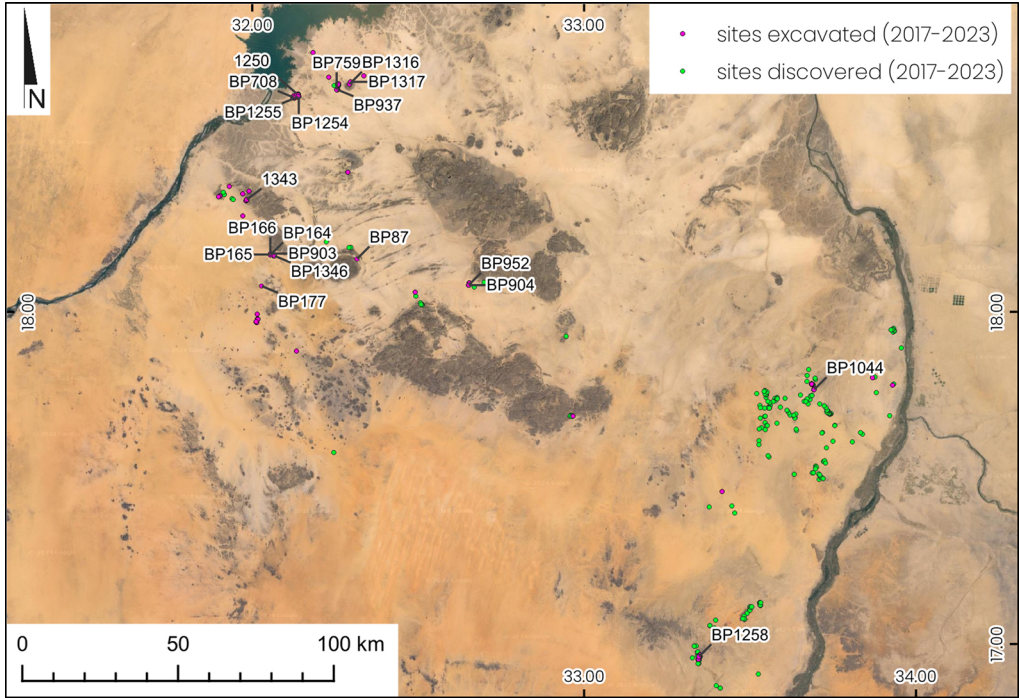 32.00
33.00
sites excavated (2017-2023)
sites discovered (2017-2023)
N
1250
BP759
BP1316
BP708
BP1317
BP937
BP1255
BP1254
1343
BP166
BP164
BP87
BP165
BP903
BP1346
BP952
BP904
BP177
18.00
18.00
BP1044
BP1258
17.00
0
50
100 km
33.00
34.00